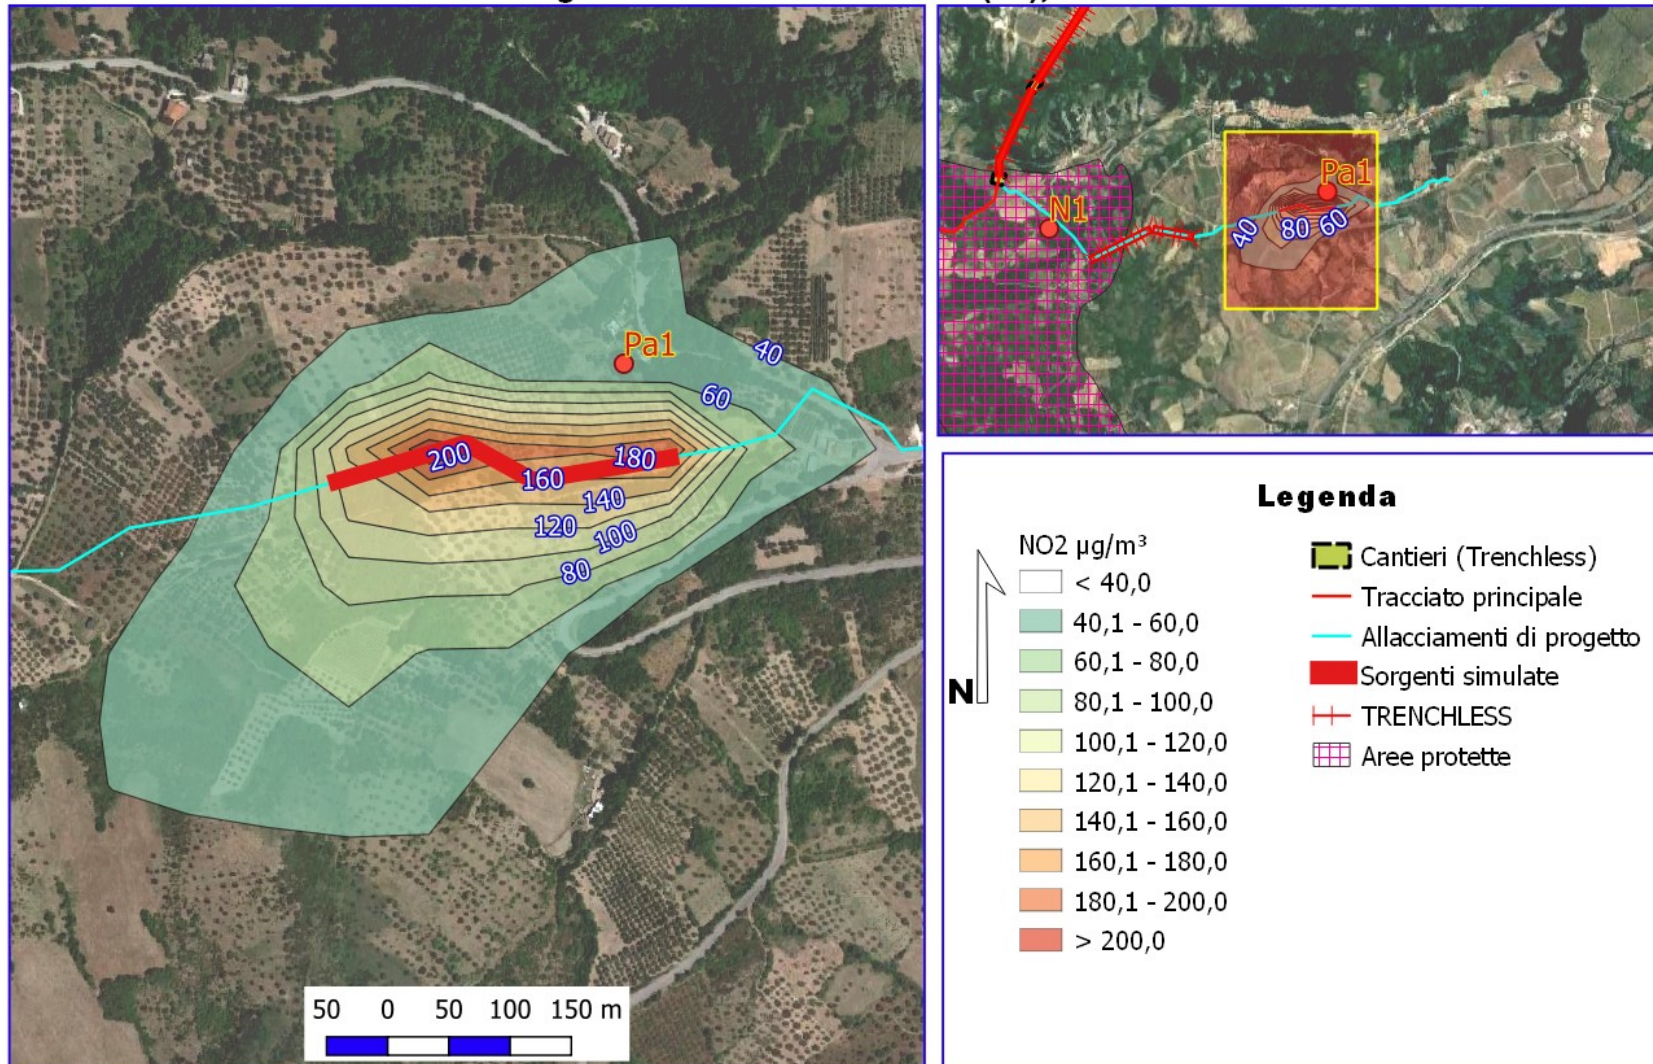 Pa1
40
60
200
180
160
140
120
100
80
50 0 50 100 150 m
Pa1
N1
40
80
60
Legenda
N
NO2 µg/m³
< 40,0
40,1 - 60,0
60,1 - 80,0
80,1 - 100,0
100,1 - 120,0
120,1 - 140,0
140,1 - 160,0
160,1 - 180,0
180,1 - 200,0
> 200,0
Cantieri (Trenchless)
Tracciato principale
Allacciamenti di progetto
Sorgenti simulate
TRENCHLESS
Aree protette